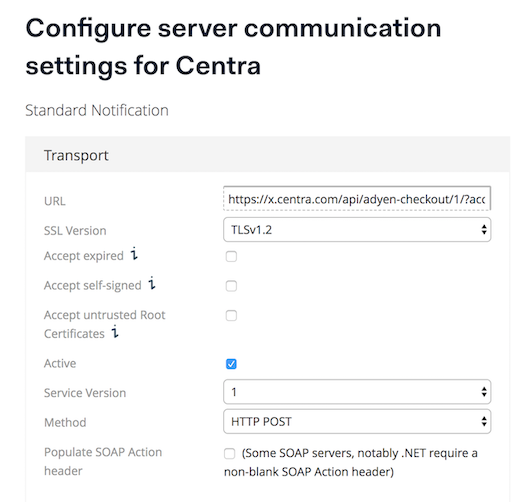 Configure server communication
settings for Centra
Standard Notification
Transport
URL https://x.centra.com/api/adyen-checkout/1/?acc
SSL Version TLSv1.2
Accept expired i
Accept self-signed i
Accept untrusted Root
Certificates i
Active
Service Version 1
Method HTTP POST
Populate SOAP Action (Some SOAP servers, notably .NET require a
header non-blank SOAP Action header)